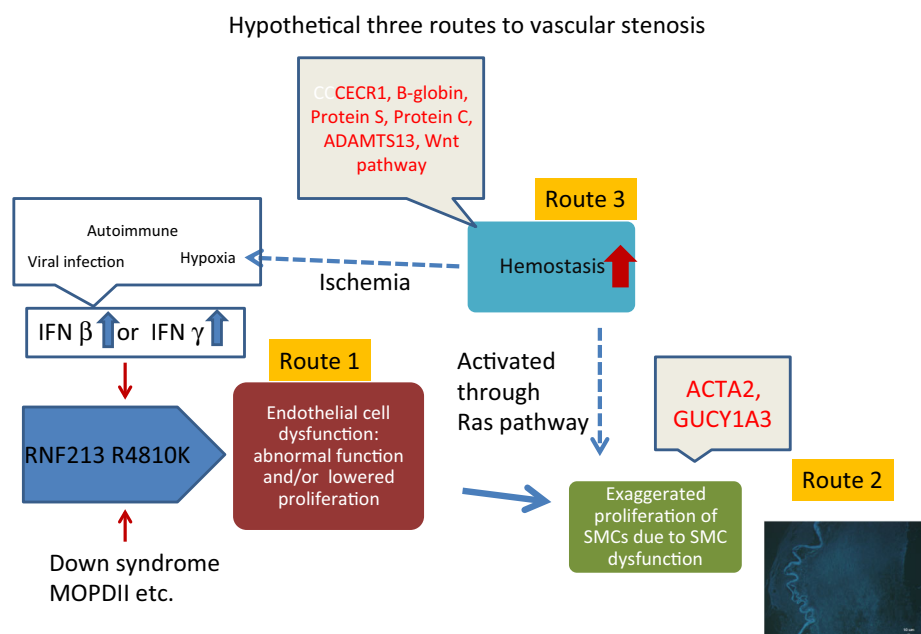 Hypothetical three routes to vascular stenosis
CCCECR1, B-globin,
Protein S, Protein C,
ADAMTS13, Wnt
pathway
Route 3
Hemostasis
Autoimmune
Viral infection
Hypoxia
Ischemia
IFN β or IFN γ
Route 1
Activated
through
Ras pathway
ACTA2,
GUCY1A3
RNF213 R4810K
Endothelial cell
dysfunction:
abnormal function
and/or lowered
proliferation
Route 2
Exaggerated
proliferation of
SMCs due to SMC
dysfunction
Down syndrome
MOPDII etc.